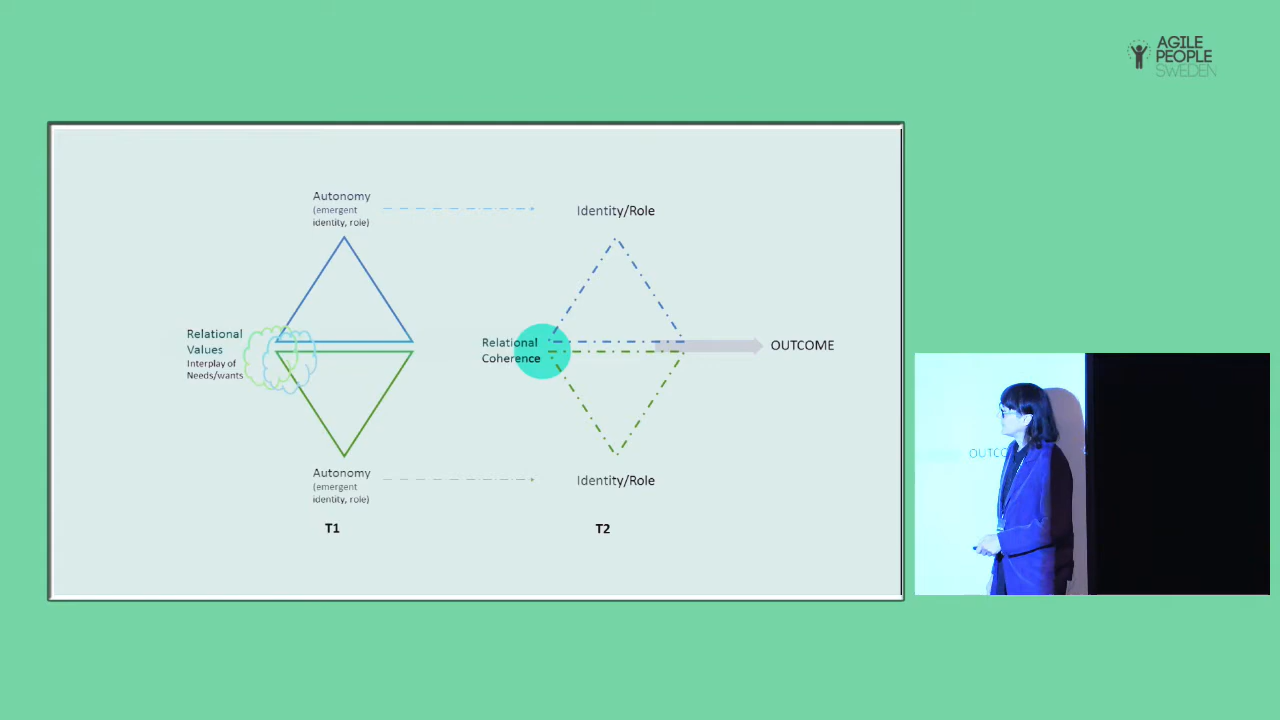 AGILE
PEOPLE
SWEDEN
Autonomy
(emergent
identity, role)
Identity/Role
Relational
Values
Interplay of
Needs/wants
Relational
Coherence
OUTCOME
Autonomy
(emergent
identity, role)
Identity/Role
T1
T2
OUTCO